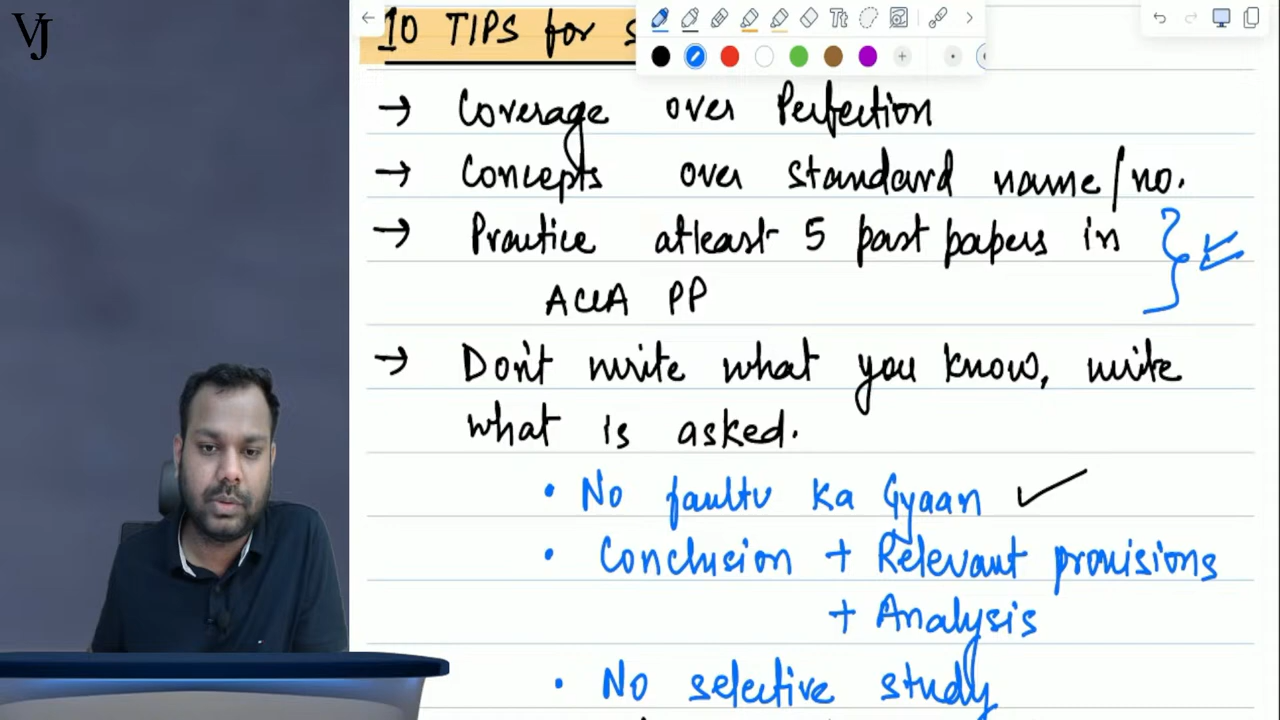 VJ
10 TIPS for s
Tt
→ Coverage over Perfection
→ Concepts over standard name/no.
→ Practice atleast 5 past papers in
ACCA PP
→ Don't write what you know, write
what is asked.
• No faultu ka Gyaan ✓
• Conclusion + Relevant provisions
+ Analysis
• No selective study